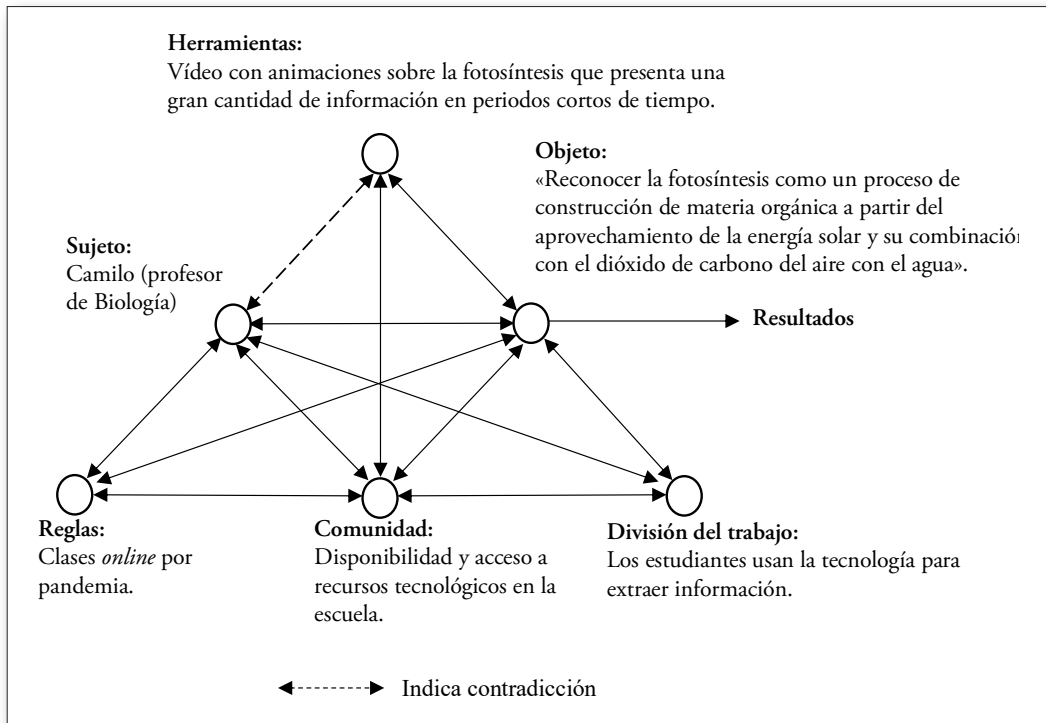 Herramientas:
Vídeo con animaciones sobre la fotosíntesis que presenta una
gran cantidad de información en periodos cortos de tiempo.
Objeto:
«Reconocer la fotosíntesis como un proceso de
construcción de materia orgánica a partir del
aprovechamiento de la energía solar y su combinació
con el dióxido de carbono del aire con el agua».
Sujeto:
Camilo (profesor
de Biología)
Resultados
Reglas:
Clases online por
pandemia.
Comunidad:
Disponibilidad y acceso a
recursos tecnológicos en la
escuela.
División del trabajo:
Los estudiantes usan la tecnología para
extraer información.
Indica contradicción